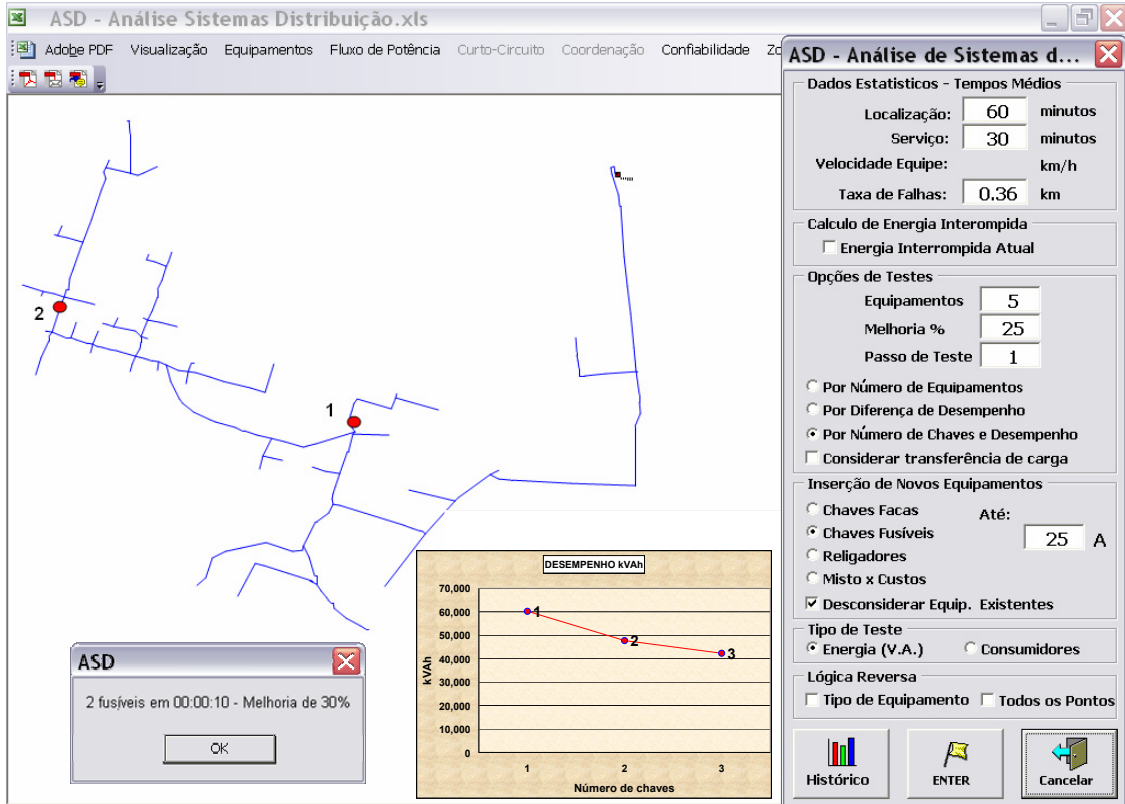 ASD - Análise Sistemas Distribuição.xls
Adobe PDF Visualização Equipamentos Fluxo de Potência Curto-Circuito Coordenação Confiabilidade Zo
2
1
ASD
2 fusíveis em 00:00:10 - Melhoria de 30%
OK
DESEMPENHO kVAh
70,000
60,000
50,000
40,000
30,000
20,000
10,000
0
kVAh
1
2
3
1 2 3
Número de chaves
ASD - Análise de Sistemas d...
Dados Estatisticos - Tempos Médios
Localização: 60 minutos
Serviço: 30 minutos
Velocidade Equipe: km/h
Taxa de Falhas: 0.36 km
Calculo de Energia Interompida
Energia Interrompida Atual
Opções de Testes
Equipamentos 5
Melhoria % 25
Passo de Teste 1
Por Número de Equipamentos
Por Diferença de Desempenho
Por Número de Chaves e Desempenho
Considerar transferência de carga
Inserção de Novos Equipamentos
Chaves Facas Até:
Chaves Fusíveis 25 A
Religadores
Misto x Custos
Desconsiderar Equip. Existentes
Tipo de Teste
Energia (V.A.) Consumidores
Lógica Reversa
Tipo de Equipamento Todos os Pontos
Histórico ENTER Cancelar